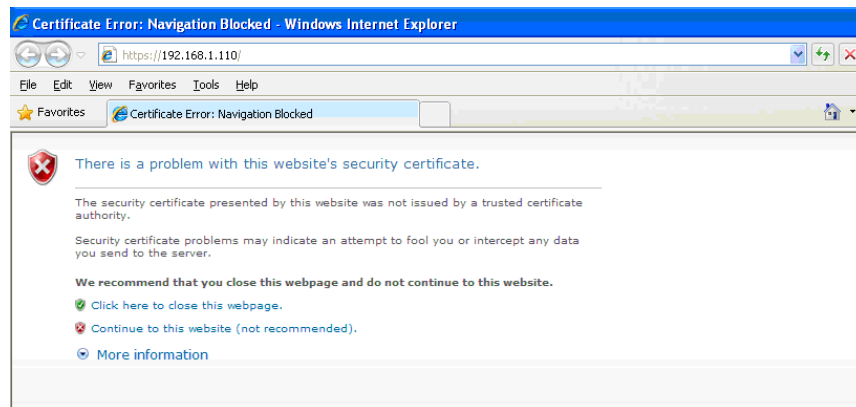 Certificate Error: Navigation Blocked - Windows Internet Explorer
https://192.168.1.110/
File Edit View Favorites Tools Help
Favorites Certificate Error: Navigation Blocked
There is a problem with this website's security certificate.
The security certificate presented by this website was not issued by a trusted certificate
authority.
Security certificate problems may indicate an attempt to fool you or intercept any data
you send to the server.
We recommend that you close this webpage and do not continue to this website.
Click here to close this webpage.
Continue to this website (not recommended).
More information